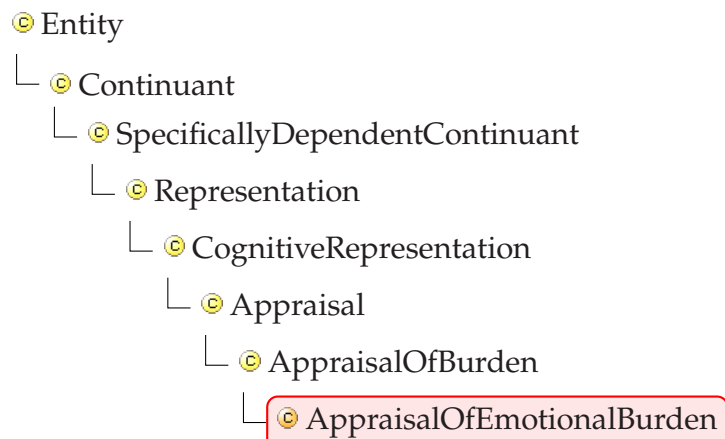 Entity
Continuant
SpecificallyDependentContinuant
Representation
CognitiveRepresentation
Appraisal
AppraisalOfBurden
AppraisalOfEmotionalBurden